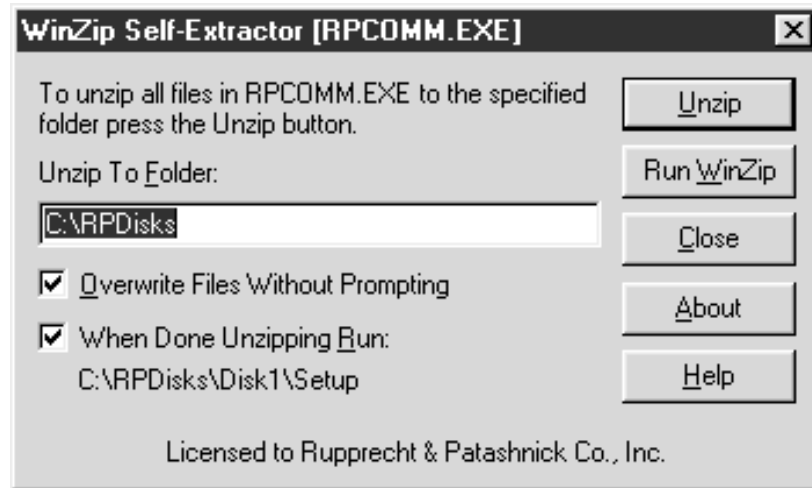 WinZip Self-Extractor [RPCOMM.EXE]
To unzip all files in RPCOMM.EXE to the specified
folder press the Unzip button.
Unzip To Folder:
C:\RPDisks
Overwrite Files Without Prompting
When Done Unzipping Run:
C:\RPDisks\Disk1\Setup
Unzip
Run WinZip
Close
About
Help
Licensed to Rupprecht & Patashnick Co., Inc.